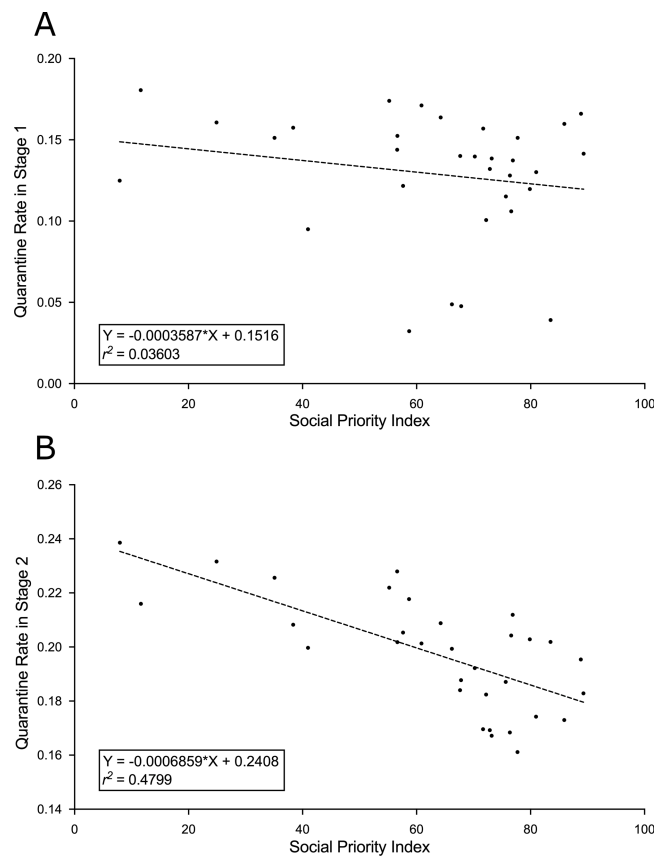 A
Quarantine Rate in Stage 1
0.20
0.15
0.10
0.05
0.00
Y = -0.0003587*X + 0.1516
r² = 0.03603
0 20 40 60 80 100
Social Priority Index
B
Quarantine Rate in Stage 2
0.26
0.24
0.22
0.20
0.18
0.16
0.14
Y = -0.0006859*X + 0.2408
r² = 0.4799
0 20 40 60 80 100
Social Priority Index